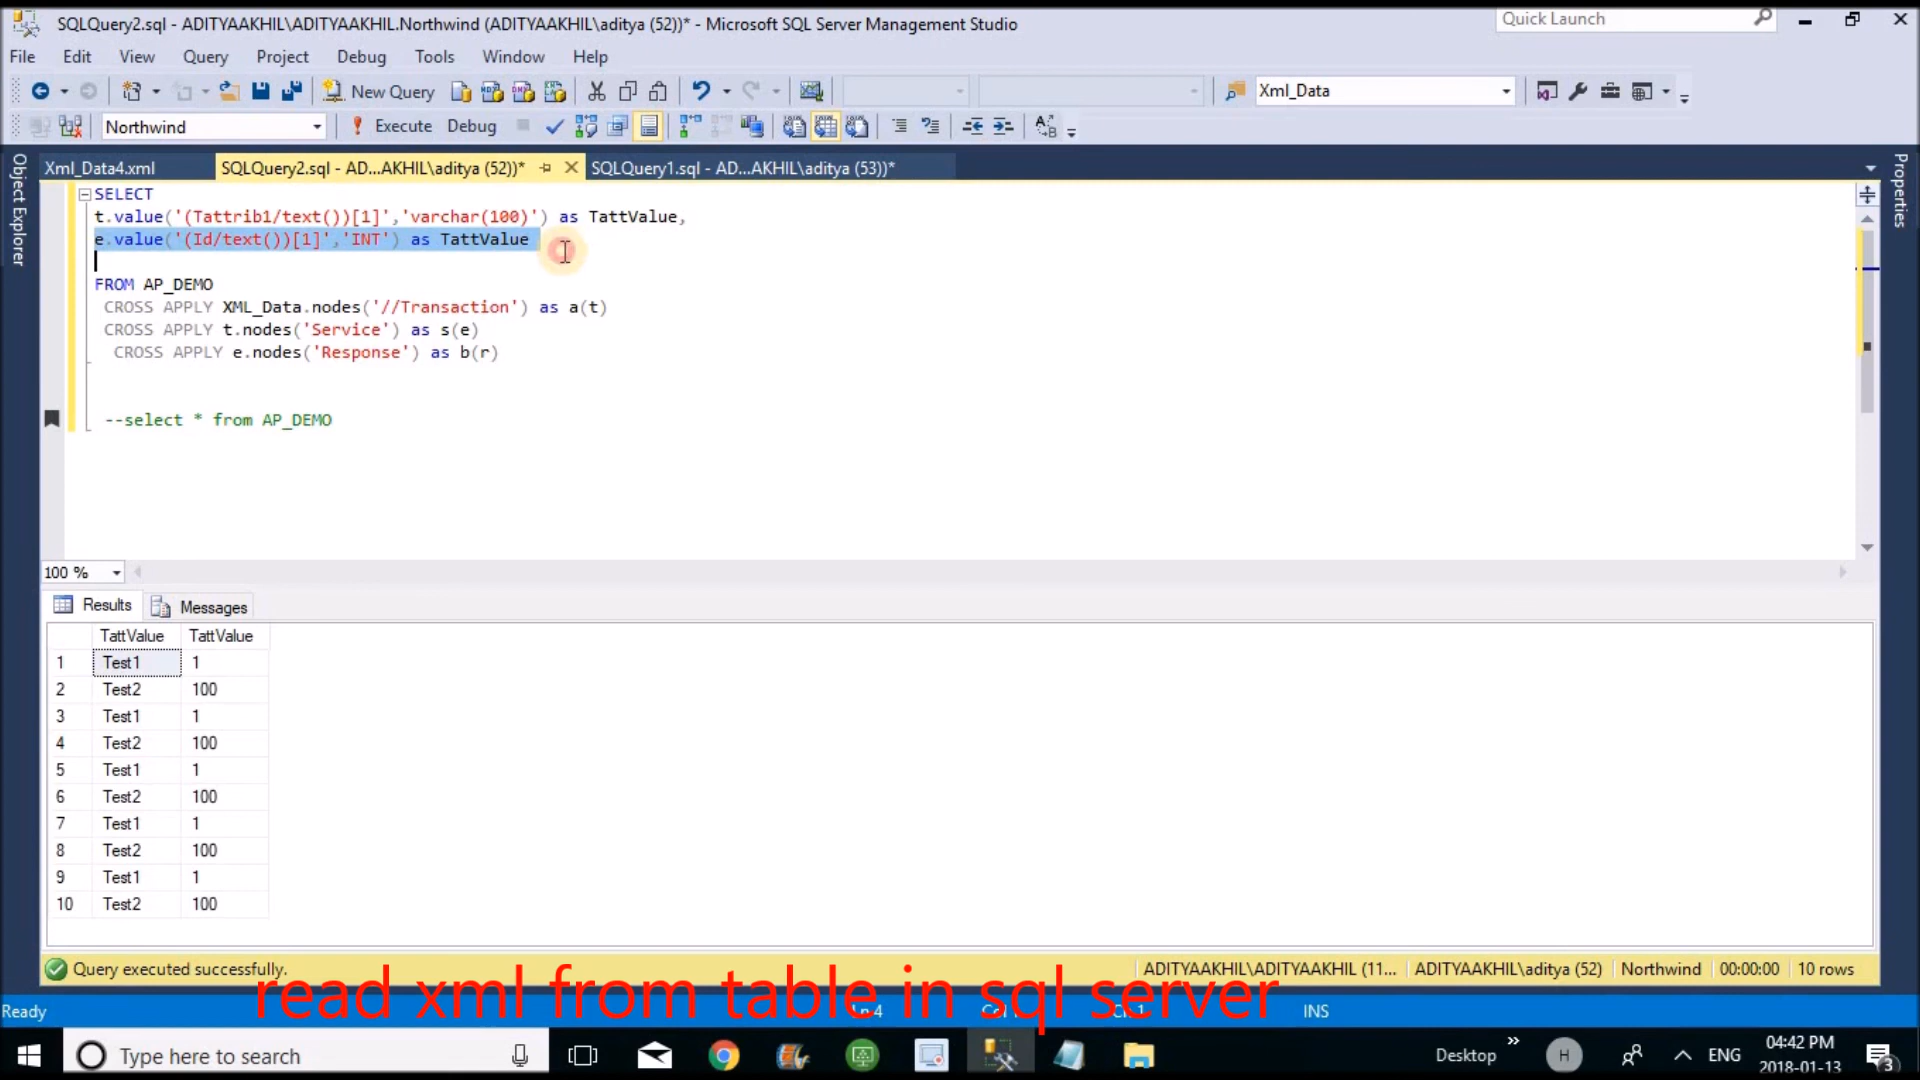 SQLQuery2.sql - ADITYAAKHIL\ADITYAAKHIL.Northwind (ADITYAAKHIL\aditya (52))* - Microsoft SQL Server Management Studio
Quick Launch
File Edit View Query Project Debug Tools Window Help
New Query
Xml_Data
Northwind
Execute Debug
Xml_Data4.xml
SQLQuery2.sql - AD...AKHIL\aditya (52))*
SQLQuery1.sql - AD...AKHIL\aditya (53))*
Object Explorer
Properties
SELECT
t.value('(Tattrib1/text())[1]','varchar(100)') as TattValue,
e.value('(Id/text())[1]','INT') as TattValue
FROM AP_DEMO
CROSS APPLY XML_Data.nodes('//Transaction') as a(t)
CROSS APPLY t.nodes('Service') as s(e)
CROSS APPLY e.nodes('Response') as b(r)
--select * from AP_DEMO
100 %
Results Messages
TattValue TattValue
1 Test1 1
2 Test2 100
3 Test1 1
4 Test2 100
5 Test1 1
6 Test2 100
7 Test1 1
8 Test2 100
9 Test1 1
10 Test2 100
Query executed successfully.
ADITYAAKHIL\ADITYAAKHIL (11... ADITYAAKHIL\aditya (52) Northwind 00:00:00 10 rows
read xml from table in sql server
Ready
INS
Type here to search
Desktop
H
ENG
04:42 PM
2018-01-13
3